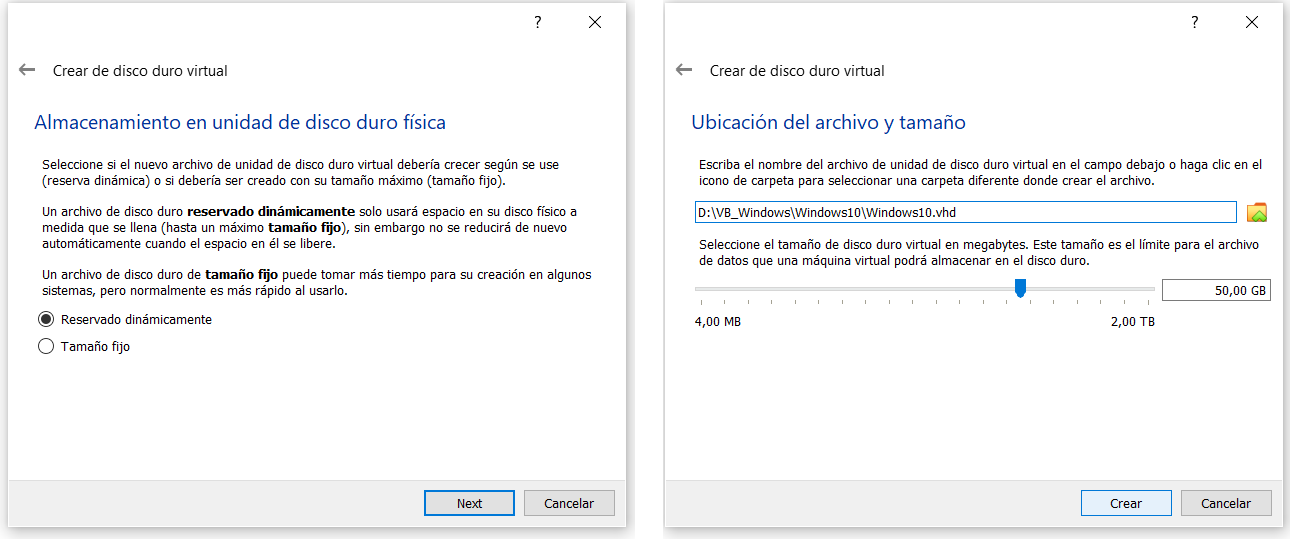 ?
Crear de disco duro virtual
Almacenamiento en unidad de disco duro física
Seleccione si el nuevo archivo de unidad de disco duro virtual debería crecer según se use
(reserva dinámica) o si debería ser creado con su tamaño máximo (tamaño fijo).
Un archivo de disco duro reservado dinámicamente solo usará espacio en su disco físico a
medida que se llena (hasta un máximo tamaño fijo), sin embargo no se reducirá de nuevo
automáticamente cuando el espacio en él se libere.
Un archivo de disco duro de tamaño fijo puede tomar más tiempo para su creación en algunos
sistemas, pero normalmente es más rápido al usarlo.
Reservado dinámicamente
Tamaño fijo
Next
Cancelar
?
Crear de disco duro virtual
Ubicación del archivo y tamaño
Escriba el nombre del archivo de unidad de disco duro virtual en el campo debajo o haga clic en el
icono de carpeta para seleccionar una carpeta diferente donde crear el archivo.
D:\VB_Windows\Windows10\Windows10.vhd
Seleccione el tamaño de disco duro virtual en megabytes. Este tamaño es el límite para el archivo
de datos que una máquina virtual podrá almacenar en el disco duro.
50,00 GB
4,00 MB
2,00 TB
Crear
Cancelar